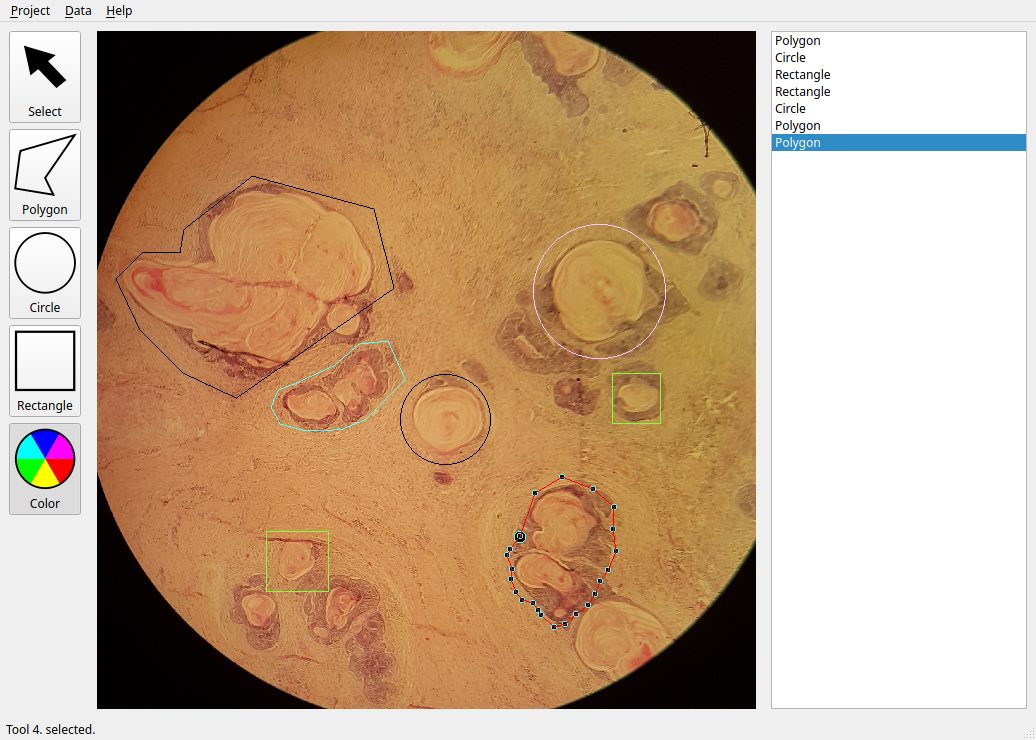 Project Data Help
Select
Polygon
Circle
Rectangle
Color
Polygon
Circle
Rectangle
Rectangle
Circle
Polygon
Polygon
Tool 4. selected.